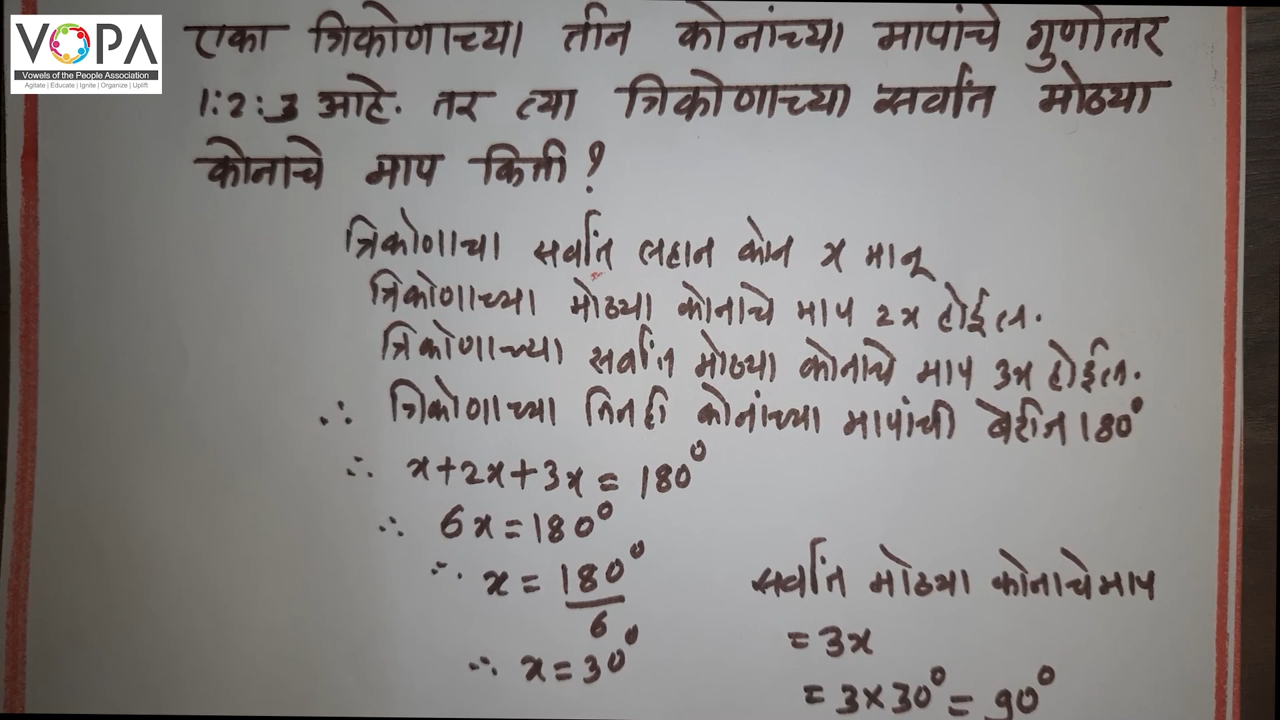 VOPA
Vowels of the People Association
Agitate | Educate | Ignite | Organize | Uplift
एका त्रिकोणाच्या तीन कोनांच्या मापांचे गुणोत्तर
1:2:3 आहे. तर त्या त्रिकोणाच्या सर्वात मोठ्या
कोनाचे माप किती?
त्रिकोणाचा सर्वात लहान कोन x मानू
त्रिकोणाच्या मोठ्या कोनाचे माप 2x होईल.
त्रिकोणाच्या सर्वात मोठ्या कोनाचे माप 3x होईल.
∴ त्रिकोणाच्या तिनही कोनांच्या मापांची बेरीज 180°
∴ x+2x+3x = 180°
∴ 6x = 180°
∴ x = 180°/6
∴ x = 30°
सर्वात मोठ्या कोनाचे माप
= 3x
= 3×30° = 90°